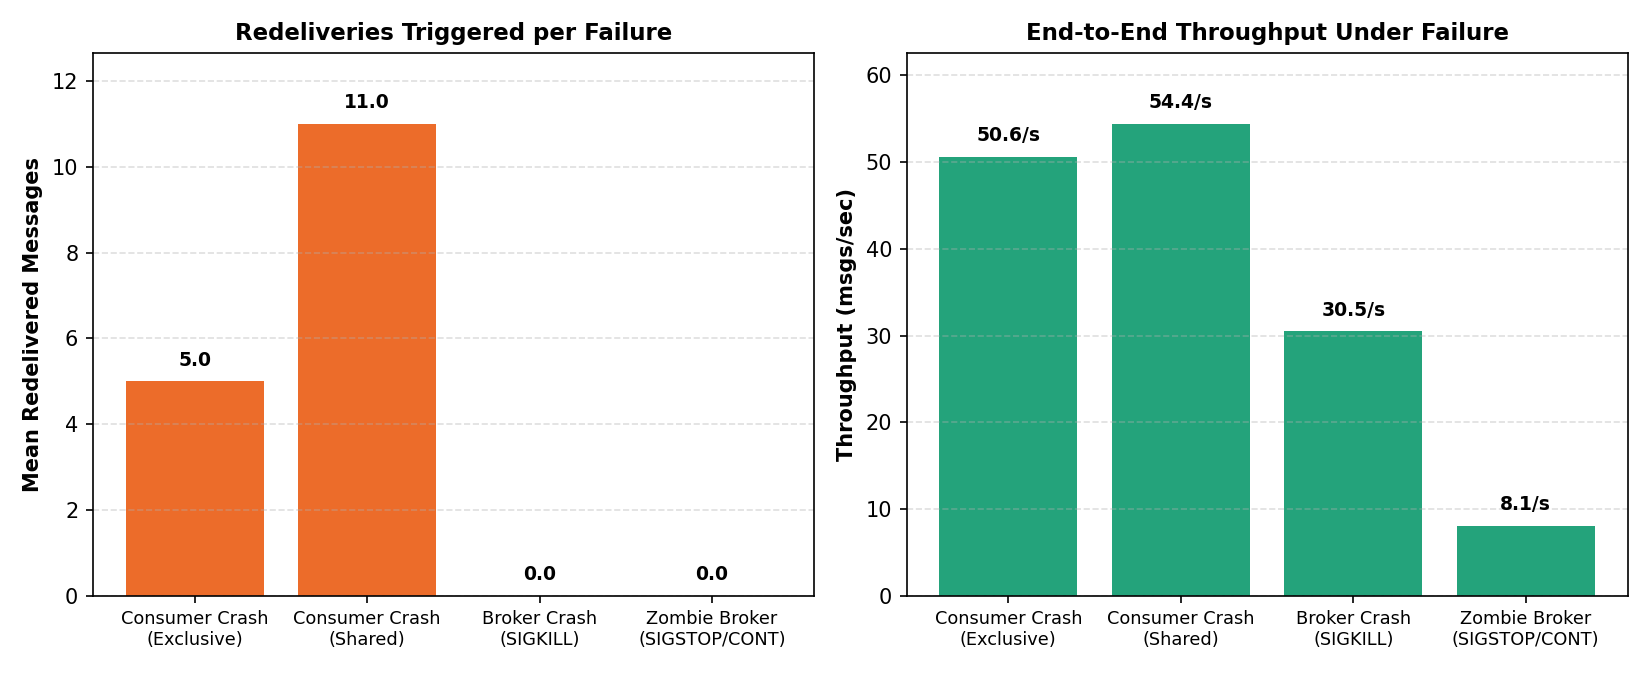 Redeliveries Triggered per Failure
Mean Redelivered Messages
12
10
8
6
4
2
0
5.0
11.0
0.0
0.0
Consumer Crash
(Exclusive)
Consumer Crash
(Shared)
Broker Crash
(SIGKILL)
Zombie Broker
(SIGSTOP/CONT)
End-to-End Throughput Under Failure
Throughput (msgs/sec)
60
50
40
30
20
10
0
50.6/s
54.4/s
30.5/s
8.1/s
Consumer Crash
(Exclusive)
Consumer Crash
(Shared)
Broker Crash
(SIGKILL)
Zombie Broker
(SIGSTOP/CONT)